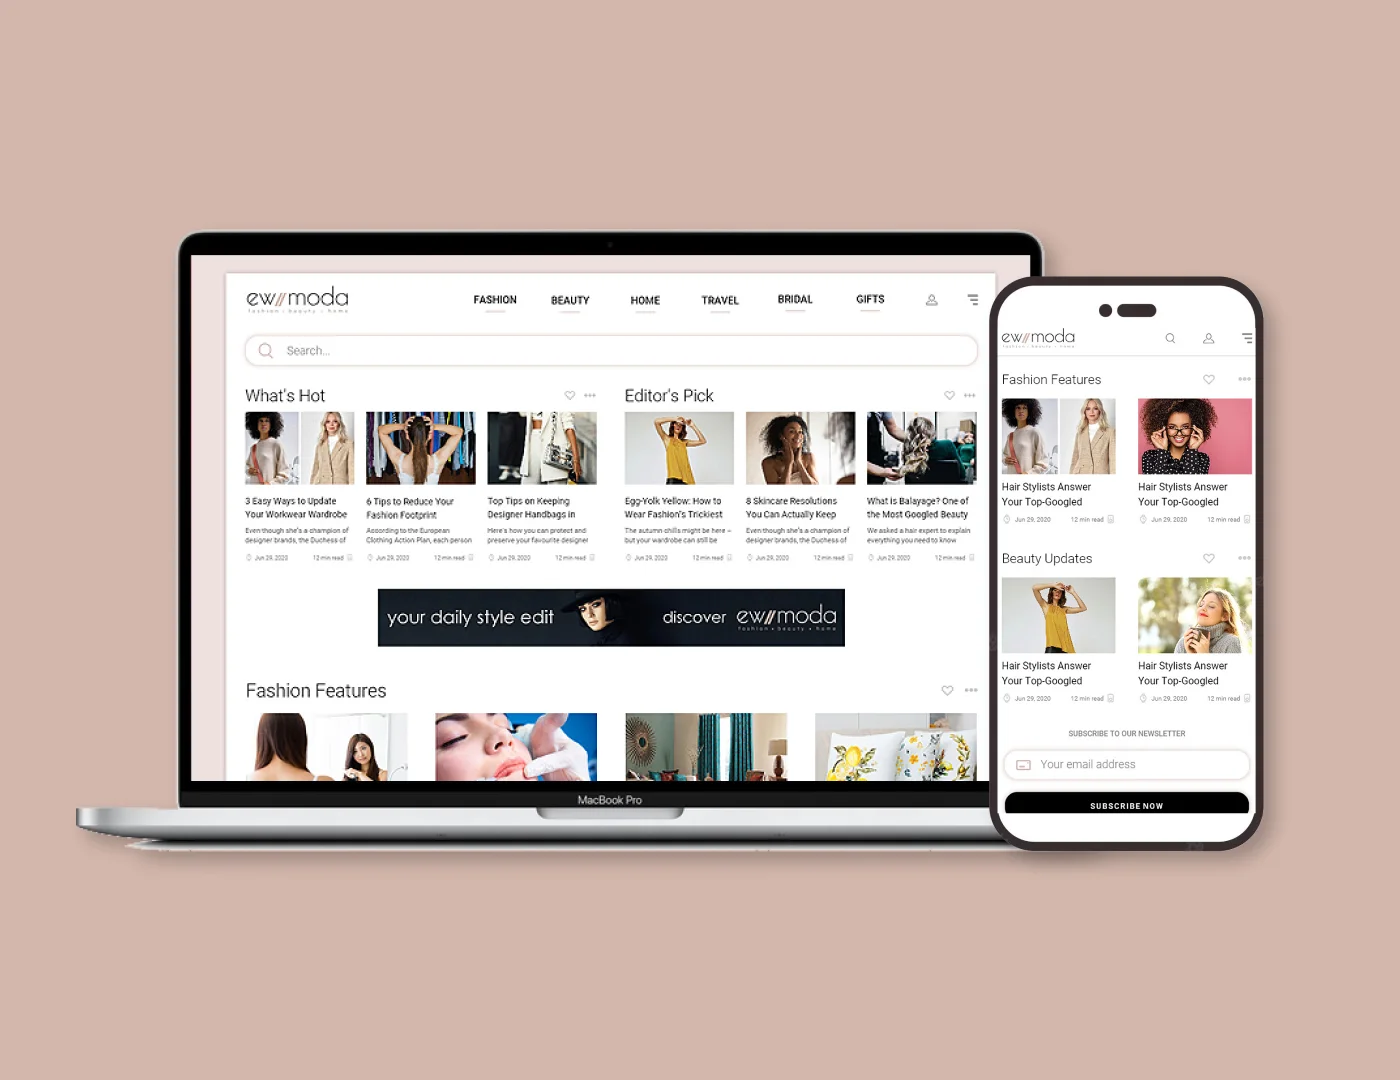 ew//moda
fashion • beauty • home
FASHION
BEAUTY
HOME
TRAVEL
BRIDAL
GIFTS
Search...
What's Hot
Editor's Pick
3 Easy Ways to Update
Your Workwear Wardrobe
Even though she's a champion of
designer brands, the Duchess of
Jun 29, 2020
12 min read
6 Tips to Reduce Your
Fashion Footprint
According to the European
Clothing Action Plan, each person
Jun 29, 2020
12 min read
Top Tips on Keeping
Designer Handbags in
Here's how you can protect and
preserve your favourite designer
Jun 29, 2020
12 min read
Egg-Yolk Yellow: How to
Wear Fashion's Trickiest
The autumn chills might be here –
but your wardrobe can still be
Jun 29, 2020
12 min read
8 Skincare Resolutions
You Can Actually Keep
Even though she's a champion of
designer brands, the Duchess of
Jun 29, 2020
12 min read
What is Balayage? One of
the Most Googled Beauty
We asked a hair expert to explain
everything you need to know
Jun 29, 2020
12 min read
your daily style edit
discover
ew//moda
fashion • beauty • home
Fashion Features
MacBook Pro
ew//moda
fashion • beauty • home
Fashion Features
Hair Stylists Answer
Your Top-Googled
Jun 29, 2020
12 min read
Hair Stylists Answer
Your Top-Googled
Jun 29, 2020
12 min read
Beauty Updates
Hair Stylists Answer
Your Top-Googled
Jun 29, 2020
12 min read
Hair Stylists Answer
Your Top-Googled
Jun 29, 2020
12 min read
SUBSCRIBE TO OUR NEWSLETTER
Your email address
SUBSCRIBE NOW